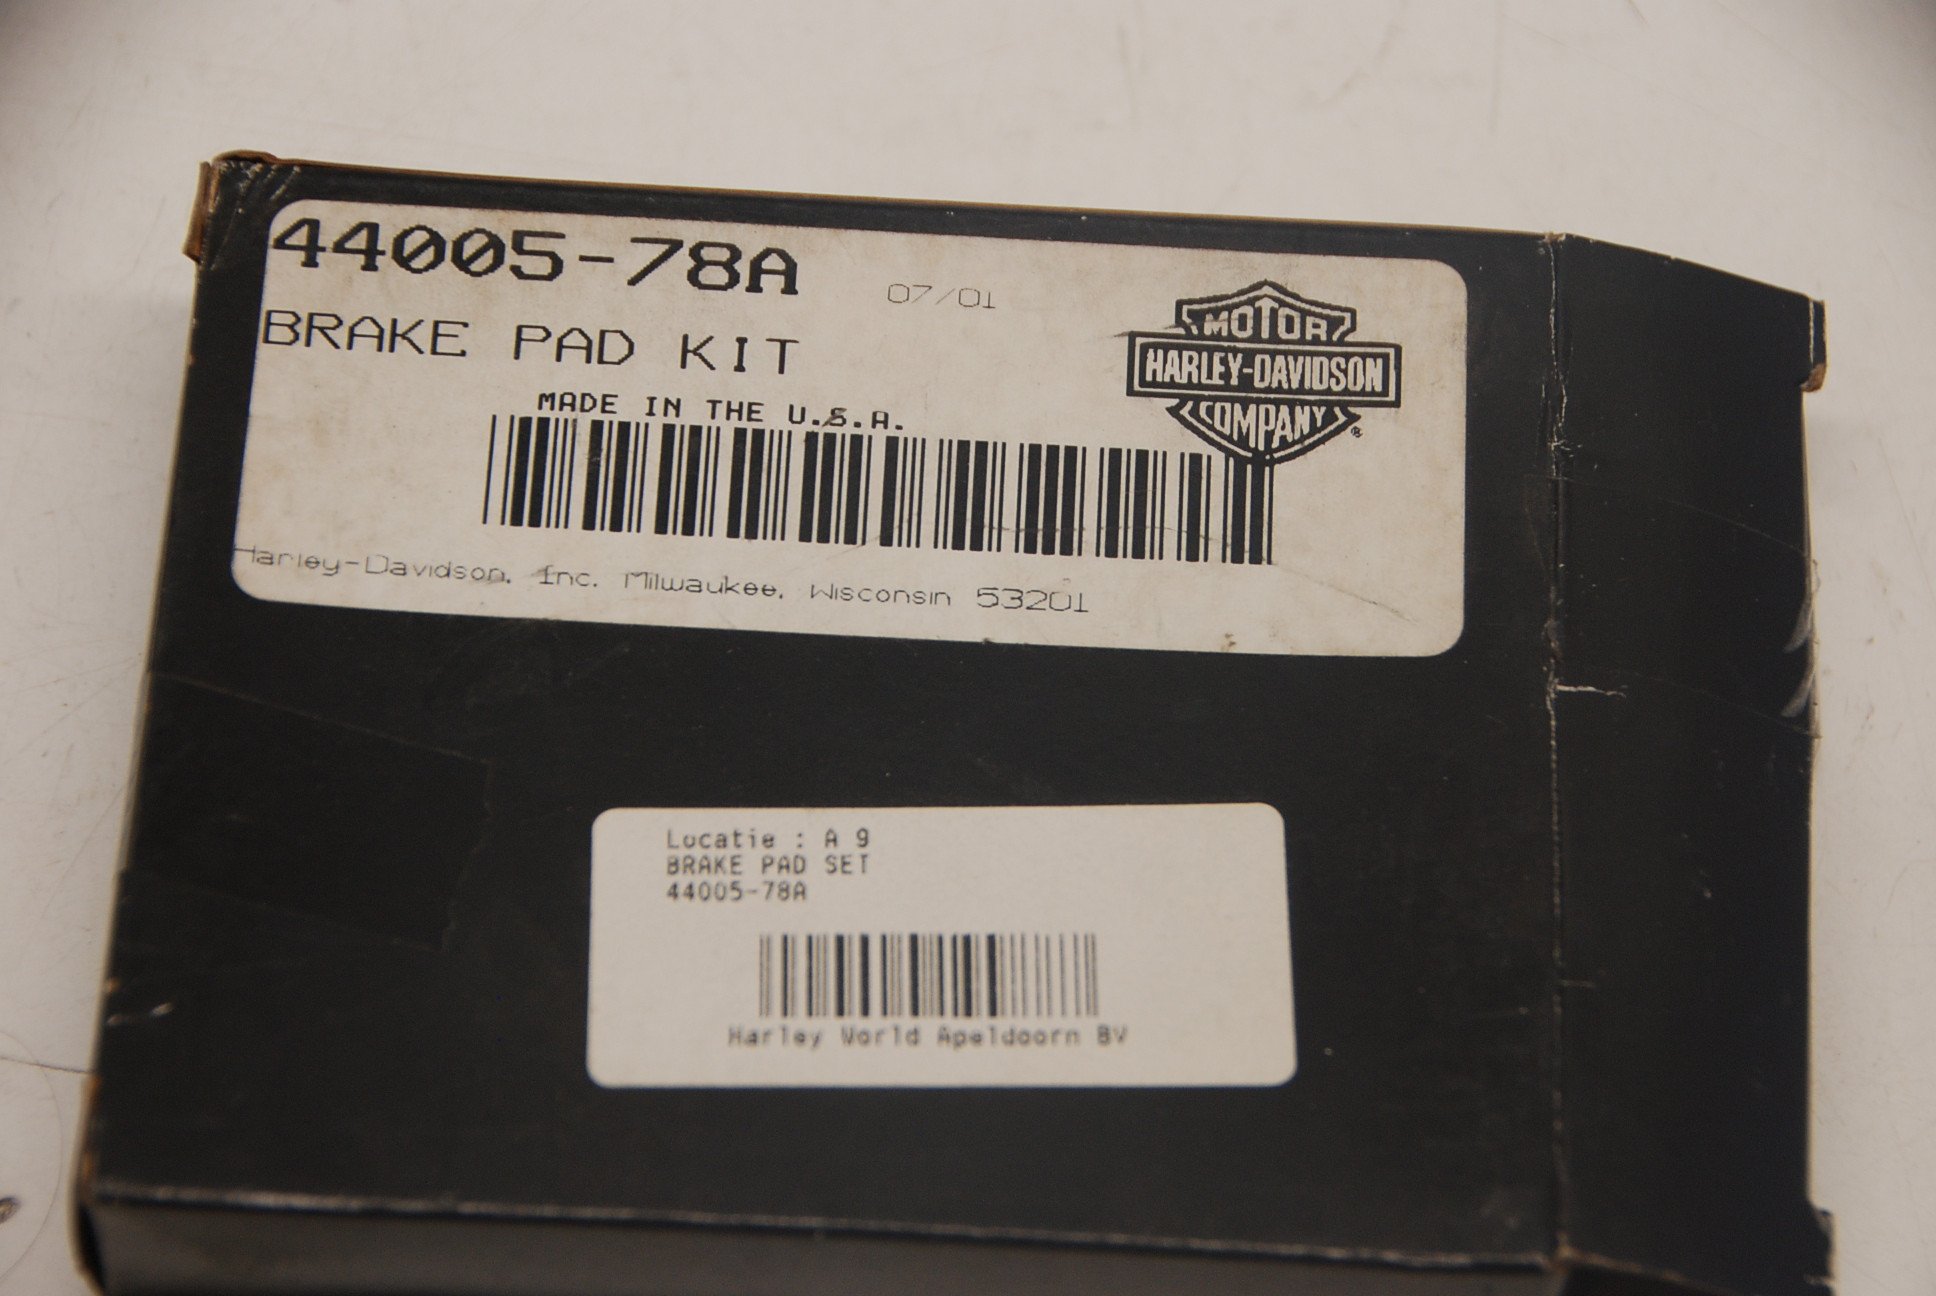 44005-78A
07/01
BRAKE PAD KIT
MOTOR
HARLEY-DAVIDSON
COMPANY
®
MADE IN THE U.S.A.
Harley-Davidson, Inc. Milwaukee, Wisconsin 53201
Locatie : A 9
BRAKE PAD SET
44005-78A
Harley World Apeldoorn BV